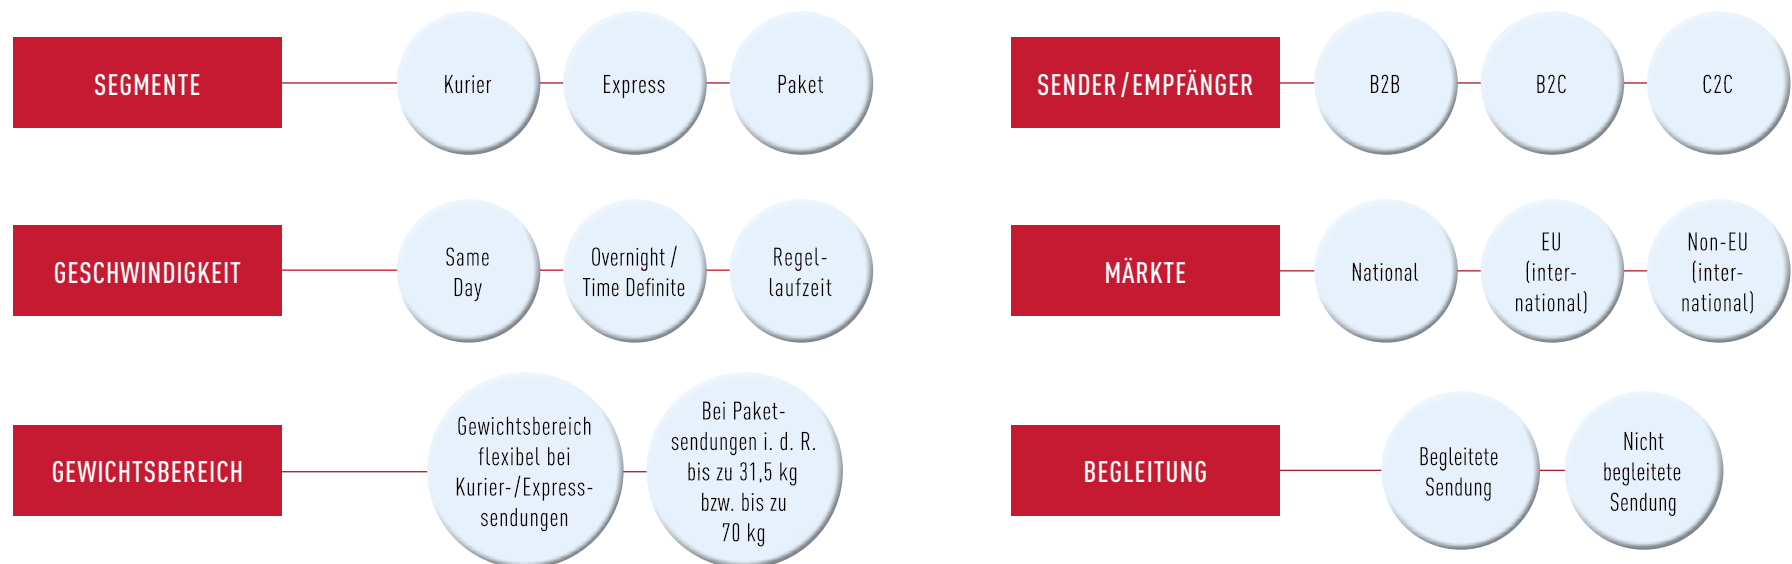 SEGMENTE
Kurier
Express
Paket
GESCHWINDIGKEIT
Same
Day
Overnight /
Time Definite
Regel-
laufzeit
GEWICHTSBEREICH
Gewichtsbereich
flexibel bei
Kurier-/Express-
sendungen
Bei Paket-
sendungen i. d. R.
bis zu 31,5 kg
bzw. bis zu
70 kg
SENDER / EMPFÄNGER
B2B
B2C
C2C
MÄRKTE
National
EU
(inter-
national)
Non-EU
(inter-
national)
BEGLEITUNG
Begleitete
Sendung
Nicht
begleitete
Sendung